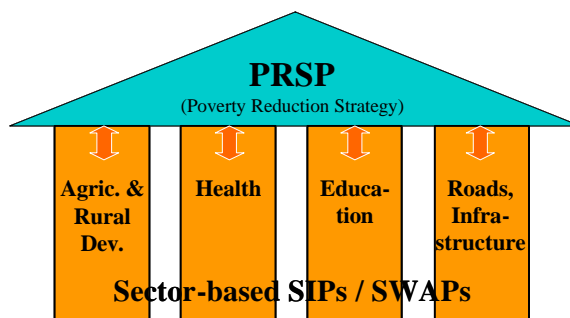 PRSP
(Poverty Reduction Strategy)
Agric. &
Rural
Dev.
Health
Educa-
tion
Roads,
Infra-
structure
Sector-based SIPs / SWAPs